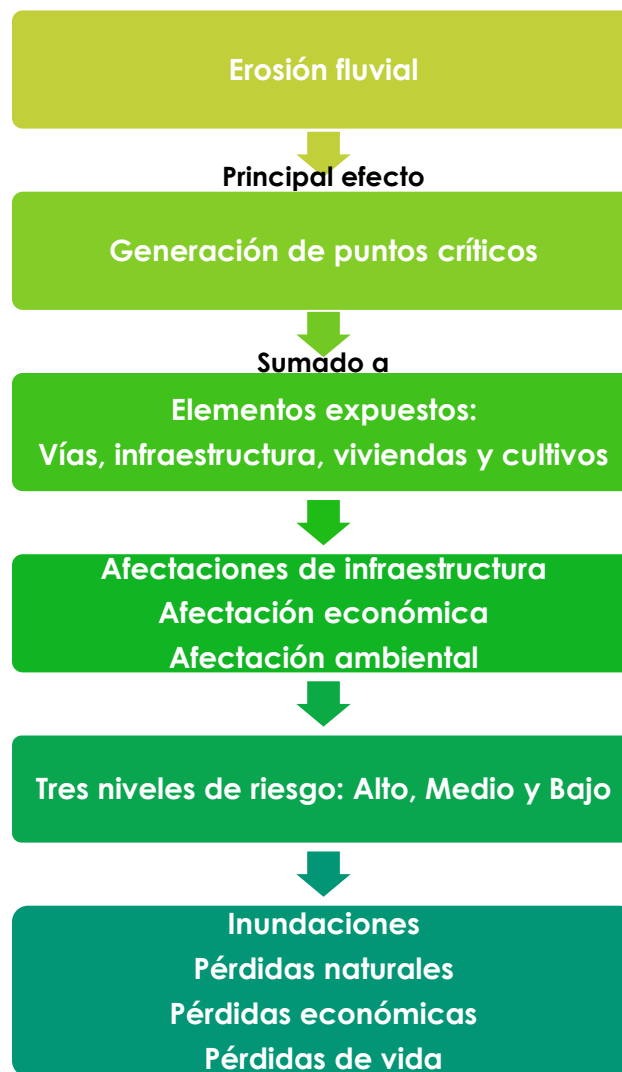 Erosión fluvial
Principal efecto
Generación de puntos críticos
Sumado a
Elementos expuestos:
Vías, infraestructura, viviendas y cultivos
Afectaciones de infraestructura
Afectación económica
Afectación ambiental
Tres niveles de riesgo: Alto, Medio y Bajo
Inundaciones
Pérdidas naturales
Pérdidas económicas
Pérdidas de vida